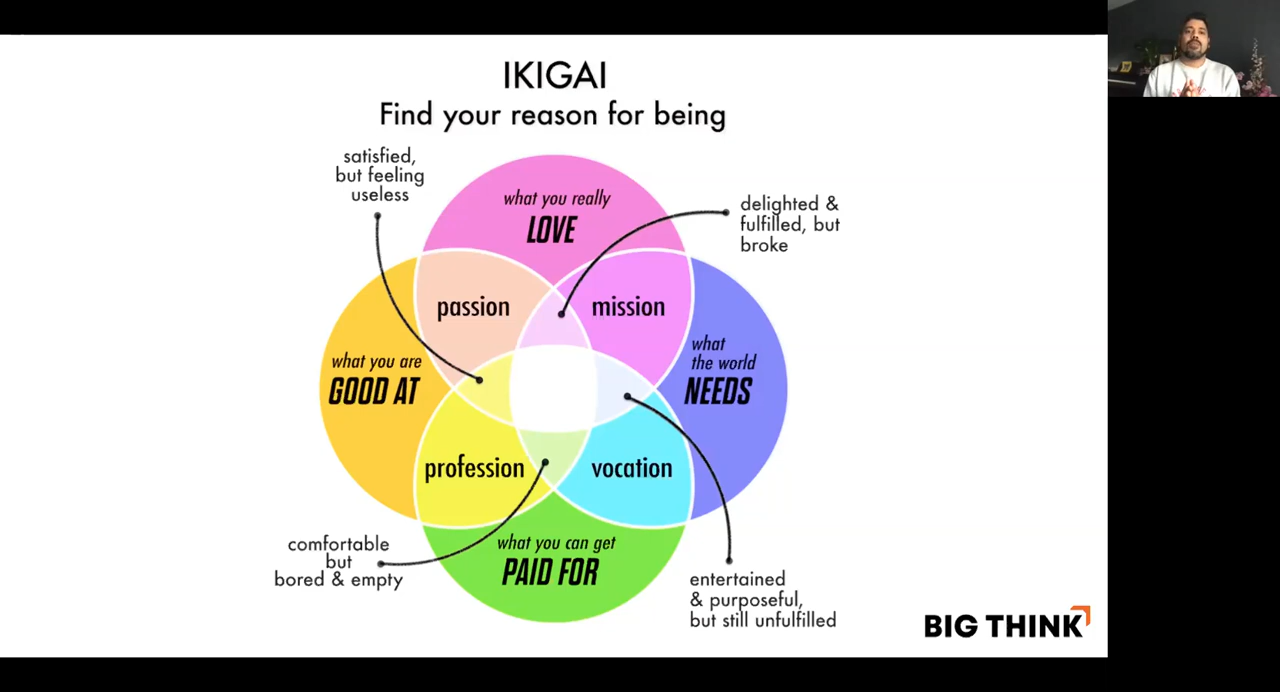 IKIGAI
Find your reason for being
satisfied,
but feeling
useless
what you really
LOVE
delighted &
fulfilled, but
broke
passion
mission
what you are
GOOD AT
what
the world
NEEDS
profession
vocation
comfortable
but
bored & empty
what you can get
PAID FOR
entertained
& purposeful,
but still unfulfilled
BIG THINK